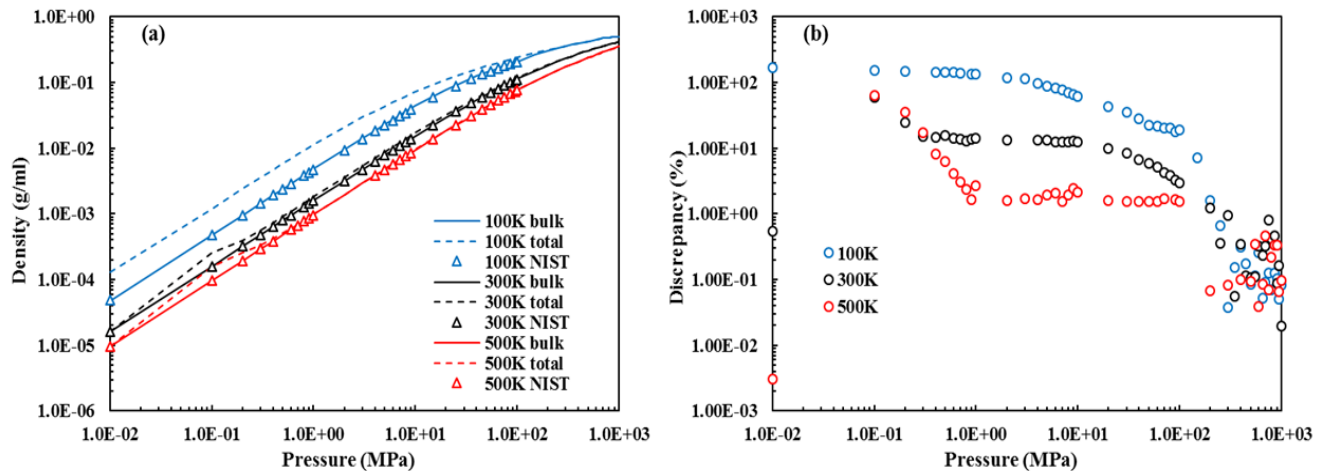 (a)
Density (g/ml)
1.0E+00
1.0E-01
1.0E-02
1.0E-03
1.0E-04
1.0E-05
1.0E-06
100K bulk
100K total
100K NIST
300K bulk
300K total
300K NIST
500K bulk
500K total
500K NIST
1.0E-02 1.0E-01 1.0E+00 1.0E+01 1.0E+02 1.0E+03
Pressure (MPa)
(b)
Discrepancy (%)
1.00E+03
1.00E+02
1.00E+01
1.00E+00
1.00E-01
1.00E-02
1.00E-03
100K
300K
500K
1.0E-02 1.0E-01 1.0E+00 1.0E+01 1.0E+02 1.0E+03
Pressure (MPa)